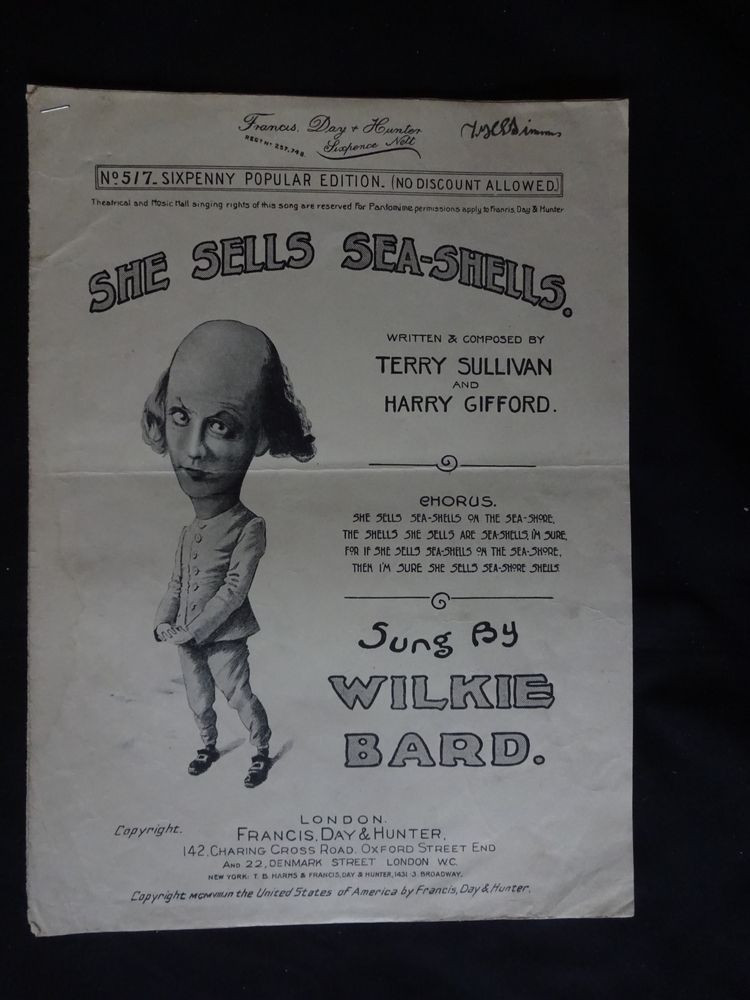 Francis, Day & Hunter
REGD No 257,748.
Sixpence Nett
No 517. SIXPENNY POPULAR EDITION. (NO DISCOUNT ALLOWED.)
Theatrical and Music Hall singing rights of this song are reserved For Pantomime permissions apply to Francis, Day & Hunter
SHE SELLS SEA-SHELLS.
WRITTEN & COMPOSED BY
TERRY SULLIVAN
AND
HARRY GIFFORD.
CHORUS.
SHE SELLS SEA-SHELLS ON THE SEA-SHORE,
THE SHELLS SHE SELLS ARE SEA-SHELLS, I'M SURE,
FOR IF SHE SELLS SEA-SHELLS ON THE SEA-SHORE,
THEN I'M SURE SHE SELLS SEA-SHORE SHELLS.
Sung By
WILKIE
BARD.
LONDON.
Copyright.
FRANCIS, DAY & HUNTER,
142, CHARING CROSS ROAD. OXFORD STREET END
AND 22, DENMARK STREET LONDON W.C.
NEW YORK: T. B. HARMS & FRANCIS, DAY & HUNTER, 1431-3 BROADWAY.
Copyright MCMVIII in the United States of America by Francis, Day & Hunter.